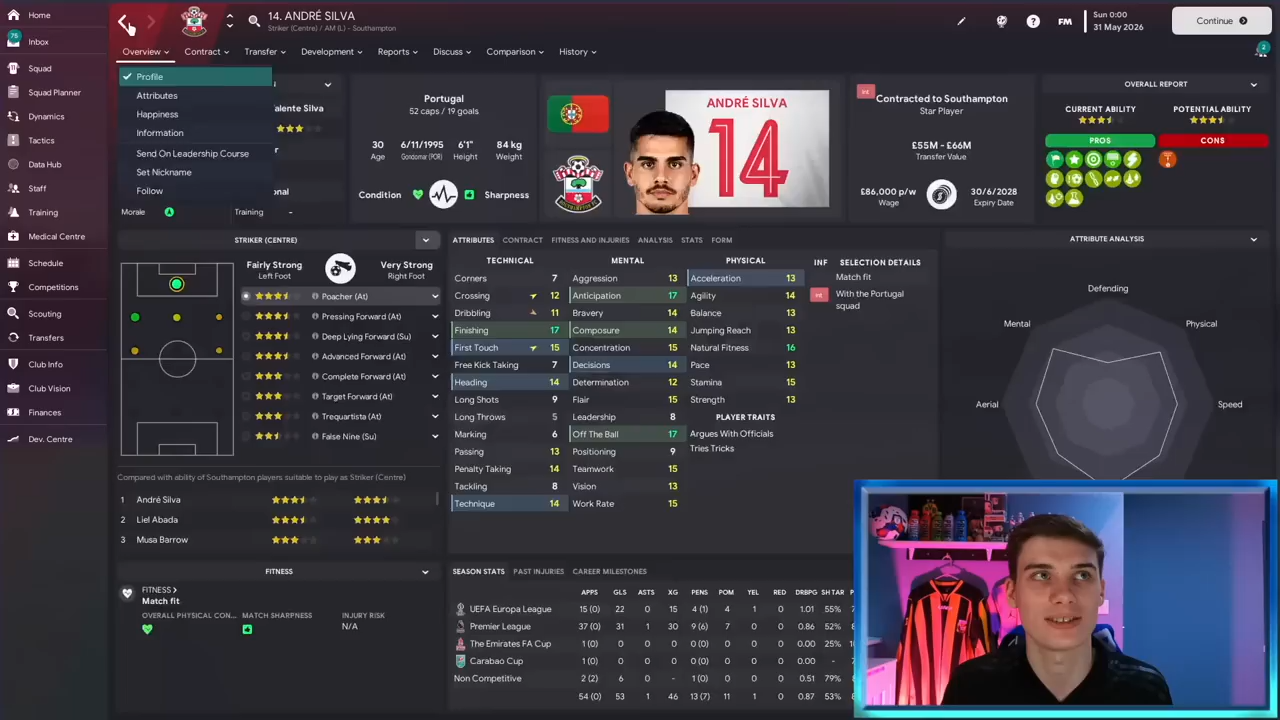 Home
75
Inbox
Squad
Squad Planner
Dynamics
Tactics
Data Hub
Staff
Training
Medical Centre
Schedule
Competitions
Scouting
Transfers
Club Info
Club Vision
Finances
Dev. Centre
14. ANDRÉ SILVA
Striker (Centre) / AM (L) - Southampton
FM
Sun 0:00
31 May 2026
Continue
2
Overview
Contract
Transfer
Development
Reports
Discuss
Comparison
History
Profile
Attributes
Happiness
Information
Send On Leadership Course
Set Nickname
Follow
Morale
Training -
Portugal
52 caps / 19 goals
30 6/11/1995 6'1" 84 kg
Age Gondomar (POR) Height Weight
Condition Sharpness
ANDRÉ SILVA
14
int
Contracted to Southampton
Star Player
£55M - £66M
Transfer Value
£86,000 p/w
Wage
30/6/2028
Expiry Date
OVERALL REPORT
CURRENT ABILITY POTENTIAL ABILITY
PROS CONS
STRIKER (CENTRE)
Fairly Strong Very Strong
Left Foot Right Foot
Poacher (At)
Pressing Forward (At)
Deep Lying Forward (Su)
Advanced Forward (At)
Complete Forward (At)
Target Forward (At)
Trequartista (At)
False Nine (Su)
Compared with ability of Southampton players suitable to play as Striker (Centre)
1 André Silva
2 Liel Abada
3 Musa Barrow
ATTRIBUTES CONTRACT FITNESS AND INJURIES ANALYSIS STATS FORM
TECHNICAL MENTAL PHYSICAL
Corners 7 Aggression 13 Acceleration 13
Crossing 12 Anticipation 17 Agility 14
Dribbling 11 Bravery 14 Balance 13
Finishing 17 Composure 14 Jumping Reach 13
First Touch 15 Concentration 15 Natural Fitness 16
Free Kick Taking 7 Decisions 14 Pace 13
Heading 14 Determination 12 Stamina 15
Long Shots 9 Flair 15 Strength 13
Long Throws 5 Leadership 8 PLAYER TRAITS
Marking 6 Off The Ball 17 Argues With Officials
Passing 13 Positioning 9 Tries Tricks
Penalty Taking 14 Teamwork 15
Tackling 8 Vision 13
Technique 14 Work Rate 15
INF SELECTION DETAILS
Match fit
int With the Portugal
squad
ATTRIBUTE ANALYSIS
Defending
Mental Physical
Aerial Speed
FITNESS
FITNESS
Match fit
OVERALL PHYSICAL CON... MATCH SHARPNESS INJURY RISK
N/A
SEASON STATS PAST INJURIES CAREER MILESTONES
APPS GLS ASTS XG PENS POM YEL RED DRBPG SH TAR
UEFA Europa League 15 (0) 22 0 15 4 (1) 4 1 0 1.01 55%
Premier League 37 (0) 31 1 30 9 (6) 7 0 0 0.86 52%
The Emirates FA Cup 1 (0) 0 0 0 0 0 0 0 0.00 25%
Carabao Cup 1 (0) 0 0 0 0 0 0 0 0.00 -
Non Competitive 2 (2) 6 0 - 1 (0) 0 0 0 0.51 79%
54 (0) 53 1 46 13 (7) 11 1 0 0.87 53%